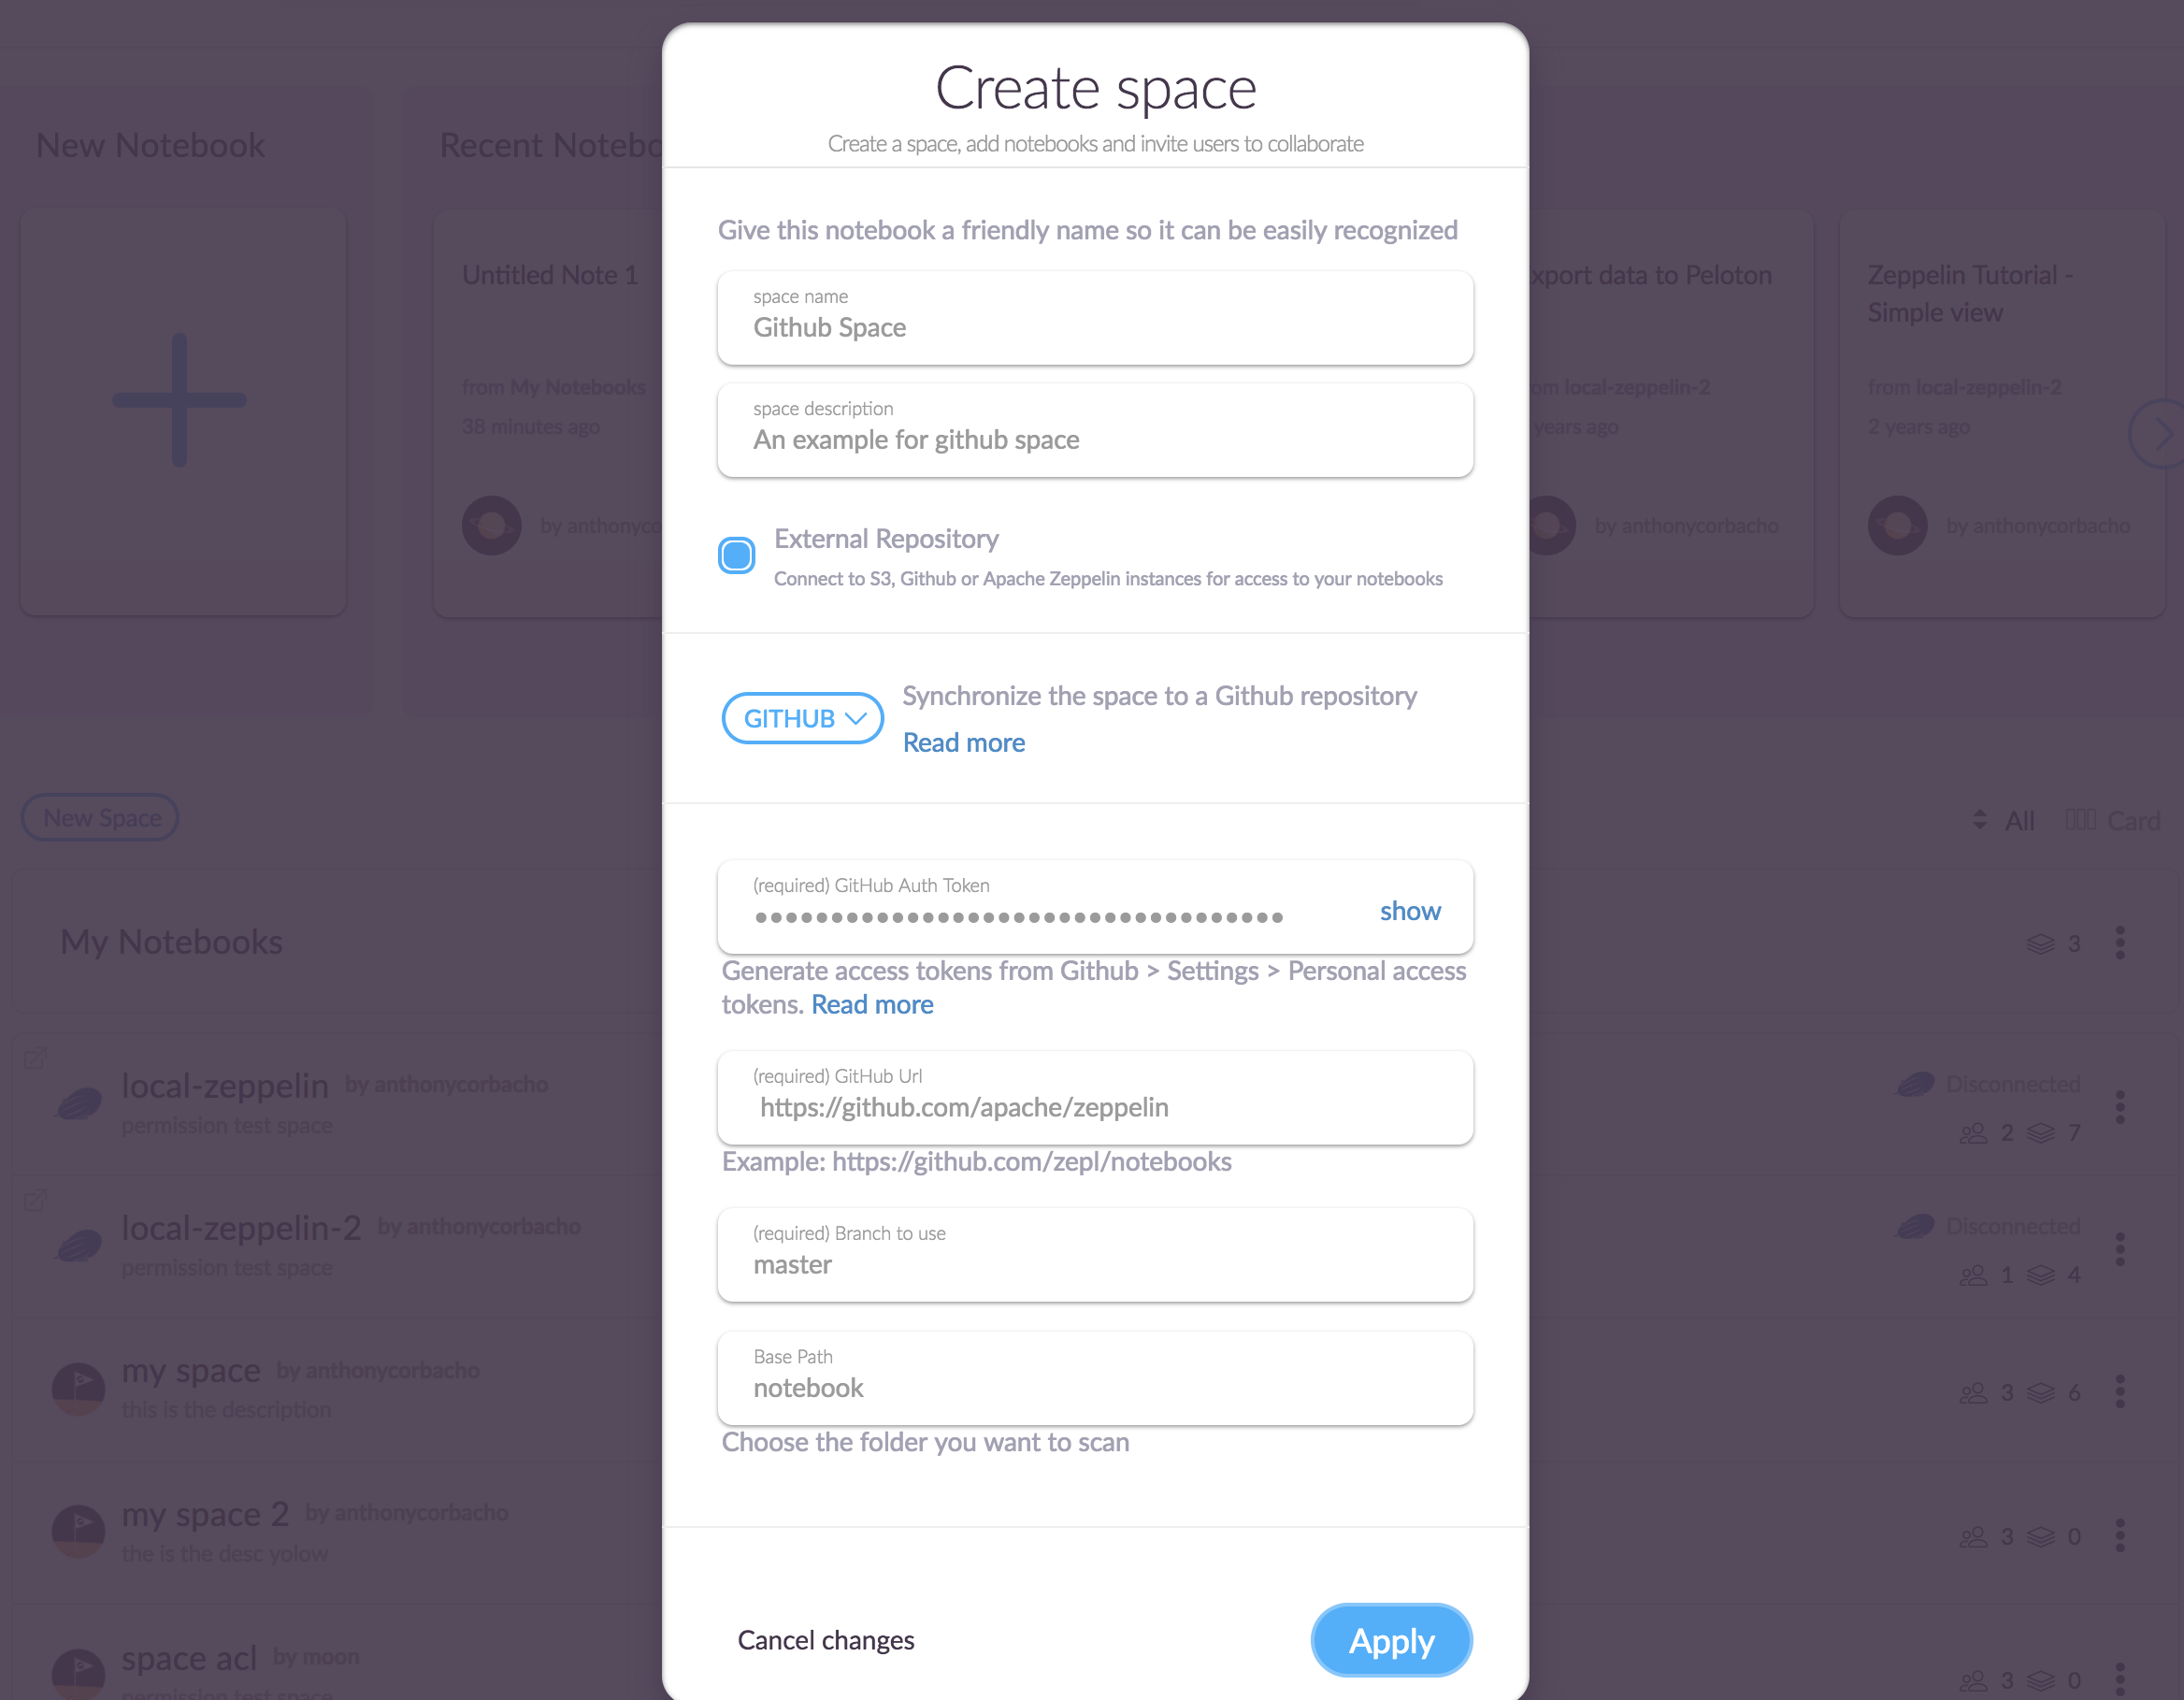 Create space
Create a space, add notebooks and invite users to collaborate
Give this notebook a friendly name so it can be easily recognized
space name
Github Space
space description
An example for github space
External Repository
Connect to S3, Github or Apache Zeppelin instances for access to your notebooks
GITHUB
Synchronize the space to a Github repository
Read more
(required) GitHub Auth Token
show
Generate access tokens from Github > Settings > Personal access
tokens. Read more
(required) GitHub Url
https://github.com/apache/zeppelin
Example: https://github.com/zepl/notebooks
(required) Branch to use
master
Base Path
notebook
Choose the folder you want to scan
Cancel changes
Apply
New Notebook
Recent Notebo
Untitled Note 1
from My Notebooks
38 minutes ago
by anthonyco
xport data to Peloton
om local-zeppelin-2
years ago
by anthonycorbacho
Zeppelin Tutorial -
Simple view
from local-zeppelin-2
2 years ago
by anthonycorbacho
New Space
All
Card
My Notebooks
3
local-zeppelin by anthonycorbacho
permission test space
Disconnected
2 7
local-zeppelin-2 by anthonycorbacho
permission test space
Disconnected
1 4
my space by anthonycorbacho
this is the description
3 6
my space 2 by anthonycorbacho
the is the desc yolow
3 0
space acl by moon
permission test space
3 0